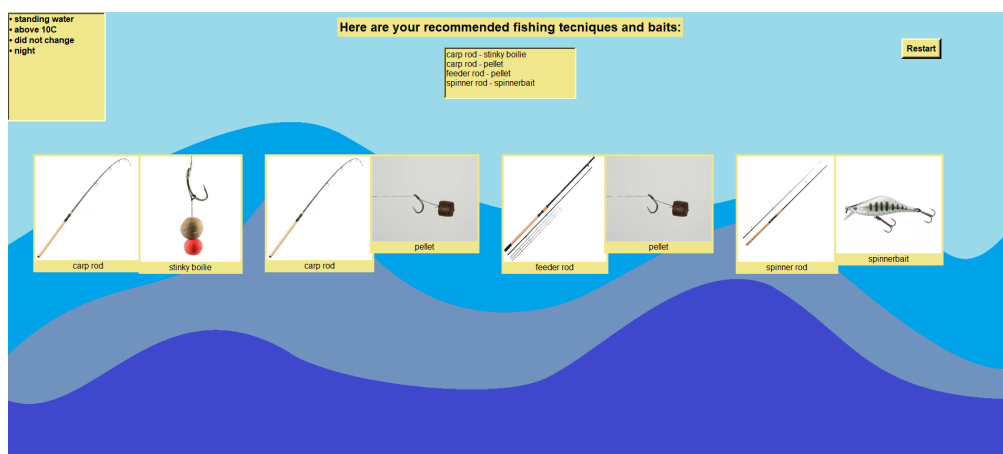 • standing water
• above 10C
• did not change
• night
Here are your recommended fishing tecniques and baits:
Restart
carp rod - stinky boilie
carp rod - pellet
feeder rod - pellet
spinner rod - spinnerbait
carp rod
stinky boilie
carp rod
pellet
feeder rod
pellet
spinner rod
spinnerbait